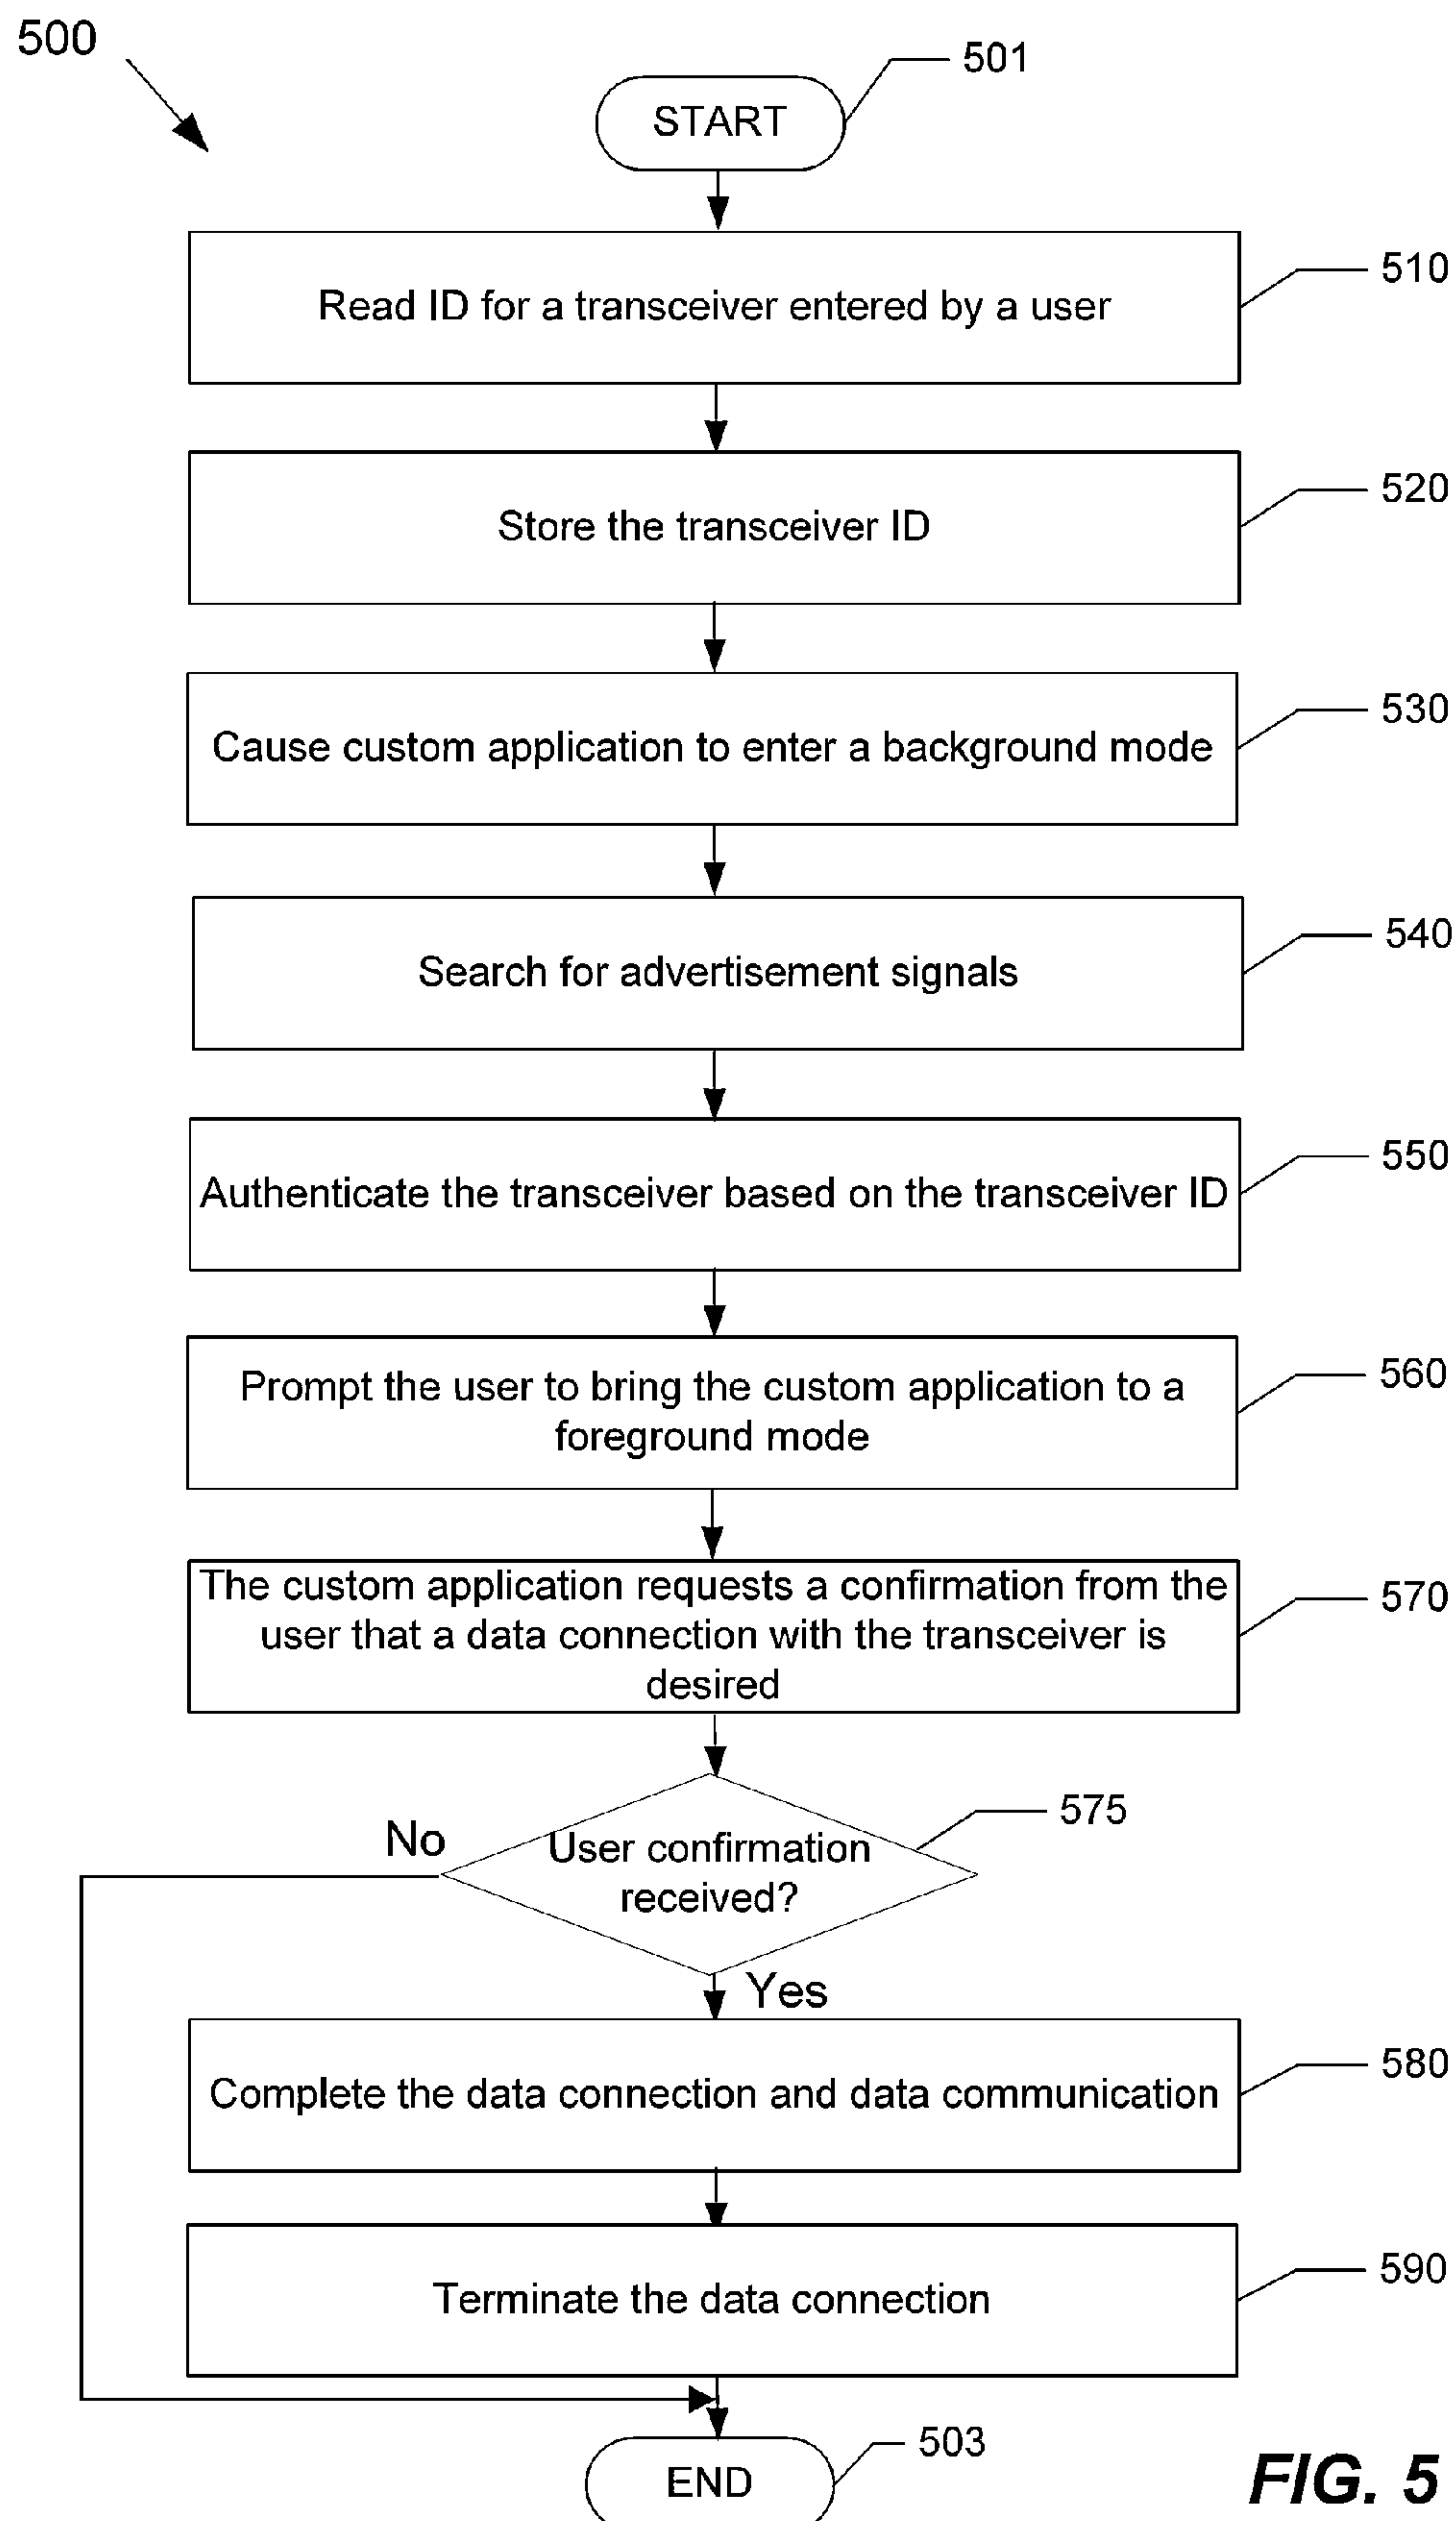 500
501
START
510
Read ID for a transceiver entered by a user
520
Store the transceiver ID
530
Cause custom application to enter a background mode
540
Search for advertisement signals
550
Authenticate the transceiver based on the transceiver ID
560
Prompt the user to bring the custom application to a
foreground mode
570
The custom application requests a confirmation from the
user that a data connection with the transceiver is
desired
575
No
User confirmation
received?
Yes
580
Complete the data connection and data communication
590
Terminate the data connection
503
END
FIG. 5